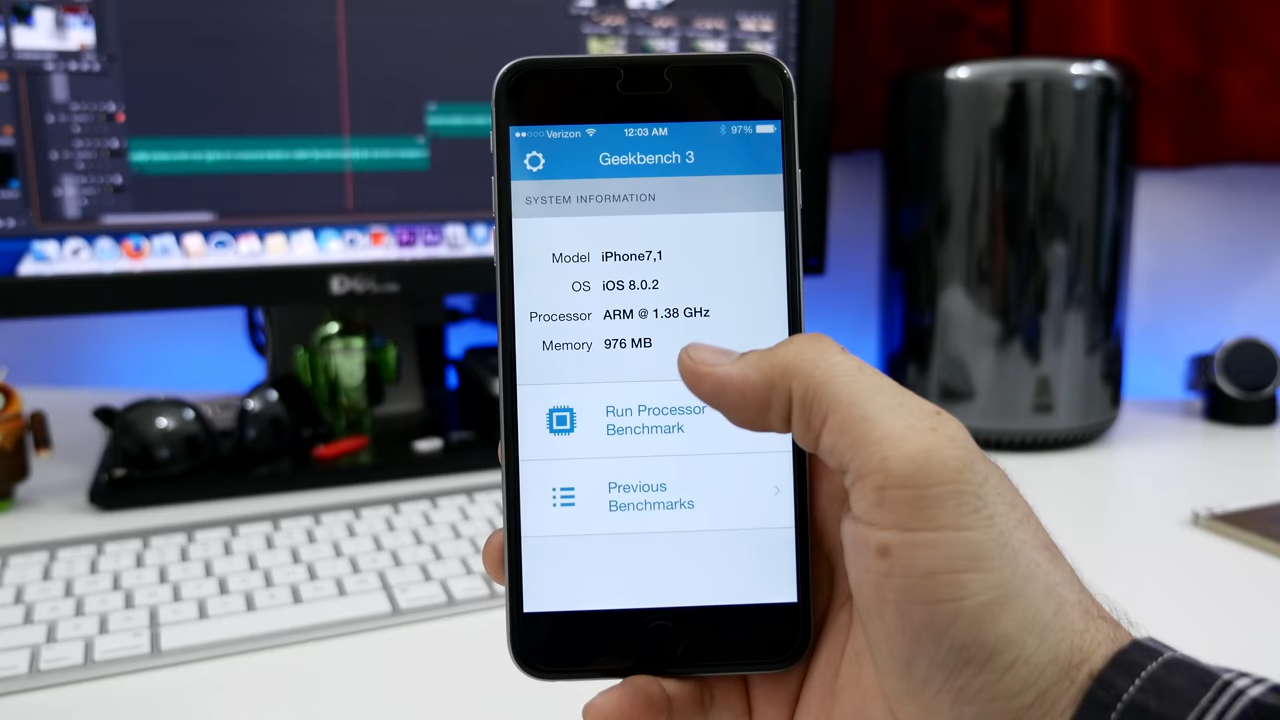 Verizon 12:03 AM 97%
Geekbench 3
SYSTEM INFORMATION
Model iPhone7,1
OS iOS 8.0.2
Processor ARM @ 1.38 GHz
Memory 976 MB
Run Processor
Benchmark
Previous
Benchmarks